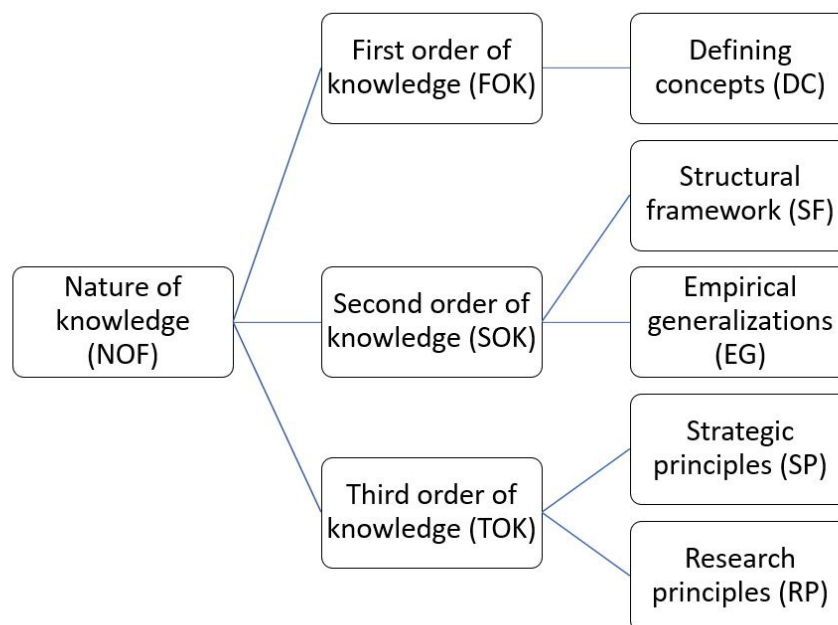 First order of
knowledge (FOK)
Defining
concepts (DC)
Structural
framework (SF)
Nature of
knowledge
(NOF)
Second order of
knowledge (SOK)
Empirical
generalizations
(EG)
Strategic
principles (SP)
Third order of
knowledge (TOK)
Research
principles (RP)